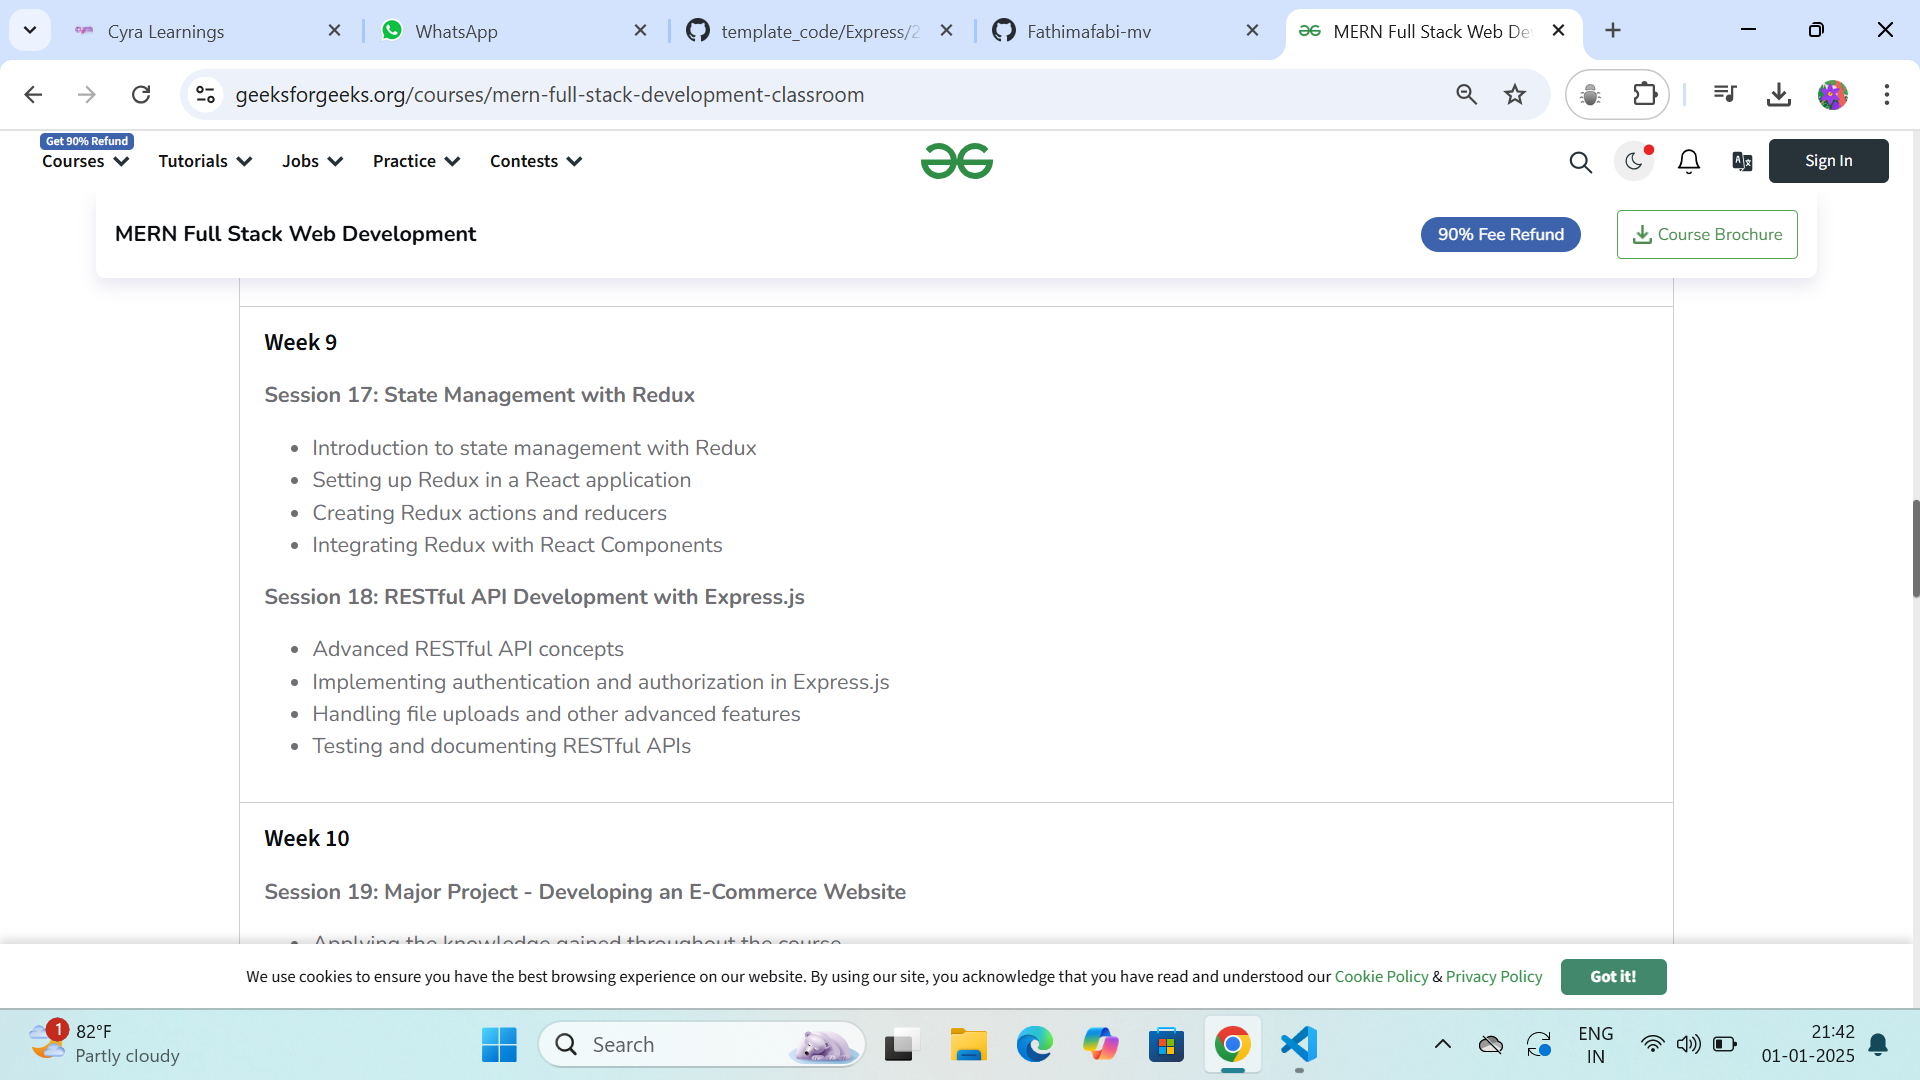 Cyra Learnings
WhatsApp
template_code/Express/2
Fathimafabi-mv
MERN Full Stack Web De
geeksforgeeks.org/courses/mern-full-stack-development-classroom
Get 90% Refund
Courses
Tutorials
Jobs
Practice
Contests
Sign In
MERN Full Stack Web Development
90% Fee Refund
Course Brochure
Week 9
Session 17: State Management with Redux
• Introduction to state management with Redux
• Setting up Redux in a React application
• Creating Redux actions and reducers
• Integrating Redux with React Components
Session 18: RESTful API Development with Express.js
• Advanced RESTful API concepts
• Implementing authentication and authorization in Express.js
• Handling file uploads and other advanced features
• Testing and documenting RESTful APIs
Week 10
Session 19: Major Project - Developing an E-Commerce Website
• Applying the knowledge gained throughout the course
We use cookies to ensure you have the best browsing experience on our website. By using our site, you acknowledge that you have read and understood our Cookie Policy & Privacy Policy
Got it!
1
82°F
Partly cloudy
Search
ENG
IN
21:42
01-01-2025